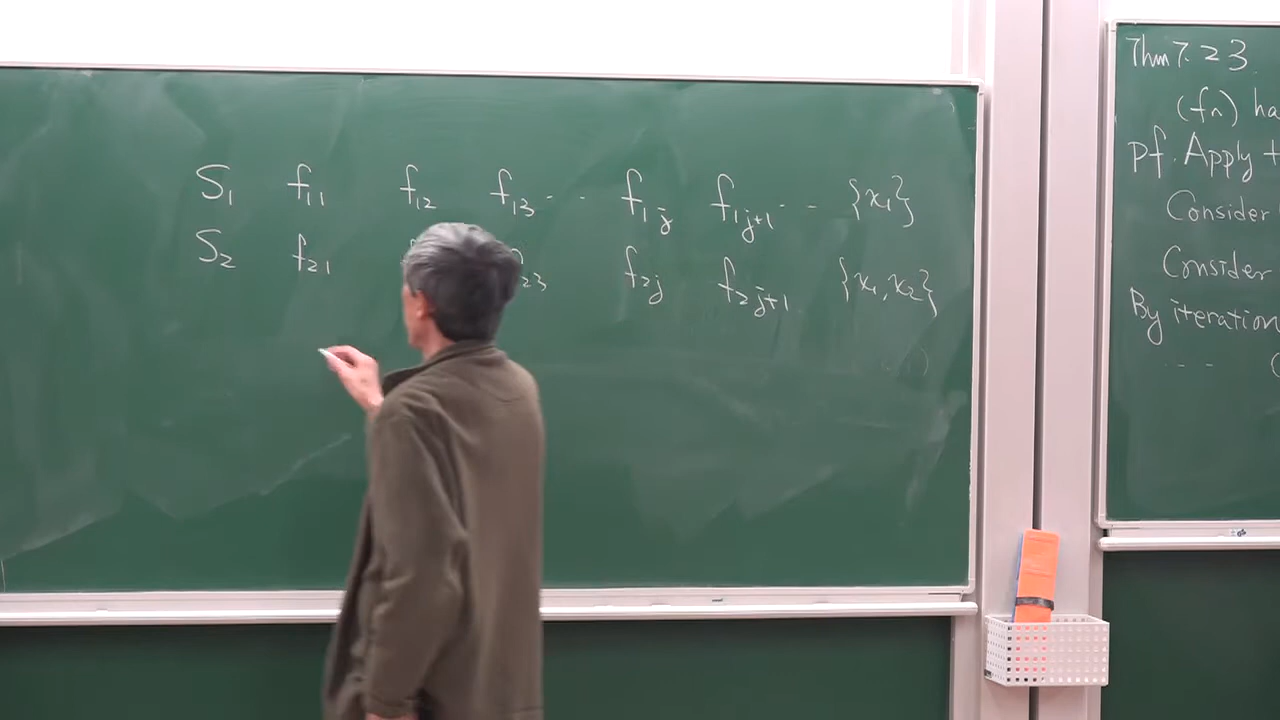 S₁ f₁₁ f₁₂ f₁₃ - - f₁ⱼ f₁ⱼ₊₁ - - {x₁}
S₂ f₂₁ ₂₃ f₂ⱼ f₂ⱼ₊₁ {x₁, x₂}
Thm 7.23
(fn) ha
pf. Apply t
Consider
Consider
By iteration
- - - (